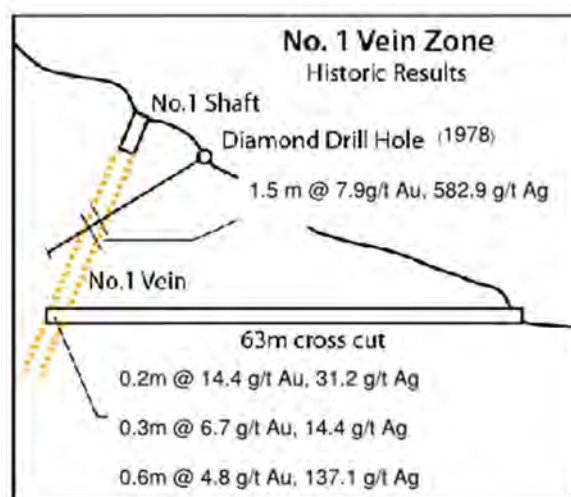 No. 1 Vein Zone
Historic Results
No.1 Shaft
Diamond Drill Hole (1978)
1.5 m @ 7.9g/t Au, 582.9 g/t Ag
No.1 Vein
63m cross cut
0.2m @ 14.4 g/t Au, 31.2 g/t Ag
0.3m @ 6.7 g/t Au, 14.4 g/t Ag
0.6m @ 4.8 g/t Au, 137.1 g/t Ag